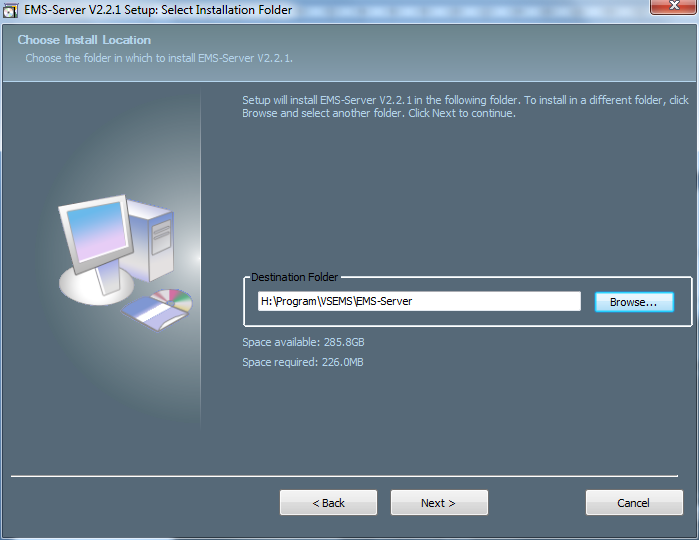 EMS-Server V2.2.1 Setup: Select Installation Folder
Choose Install Location
Choose the folder in which to install EMS-Server V2.2.1.
Setup will install EMS-Server V2.2.1 in the following folder. To install in a different folder, click
Browse and select another folder. Click Next to continue.
Destination Folder
H:\Program\VSEMS\EMS-Server
Browse...
Space available: 285.8GB
Space required: 226.0MB
< Back
Next >
Cancel